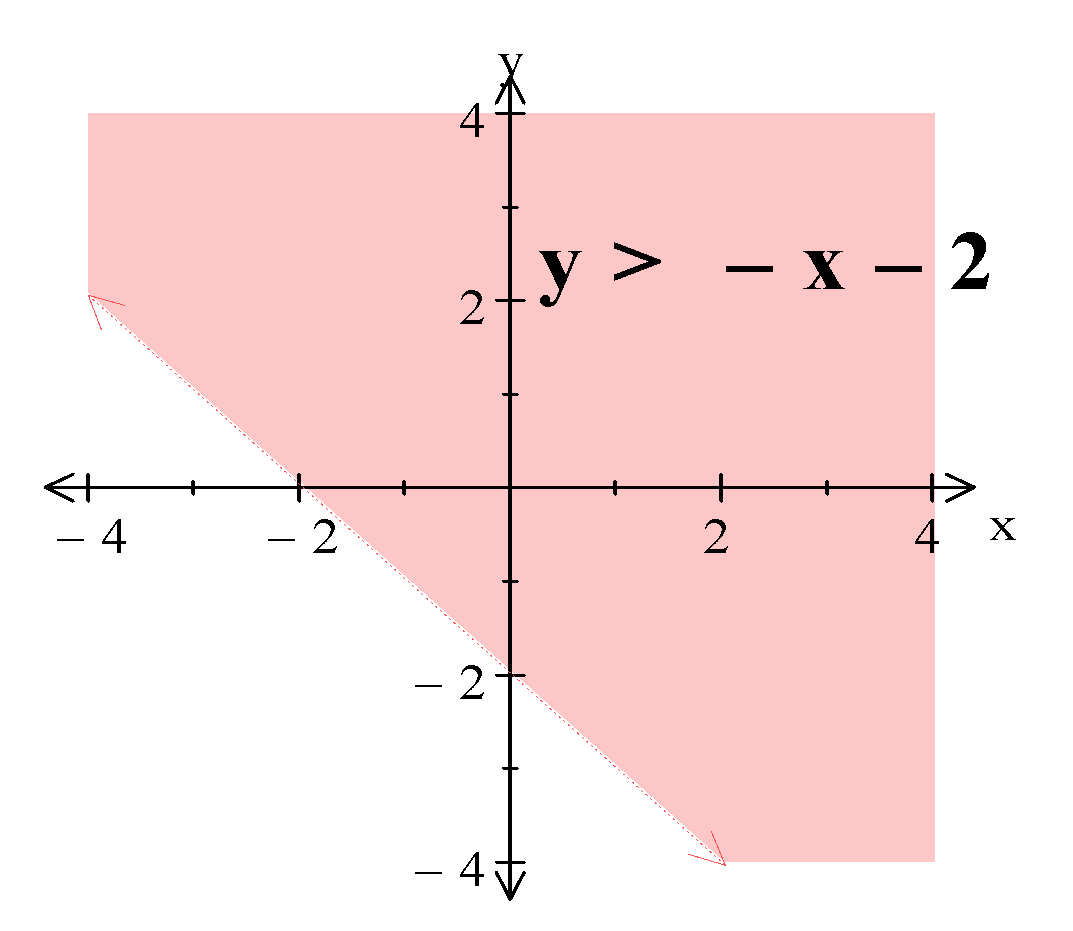 y
4
y > – x – 2
2
– 4 – 2 2 4 x
– 2
– 4